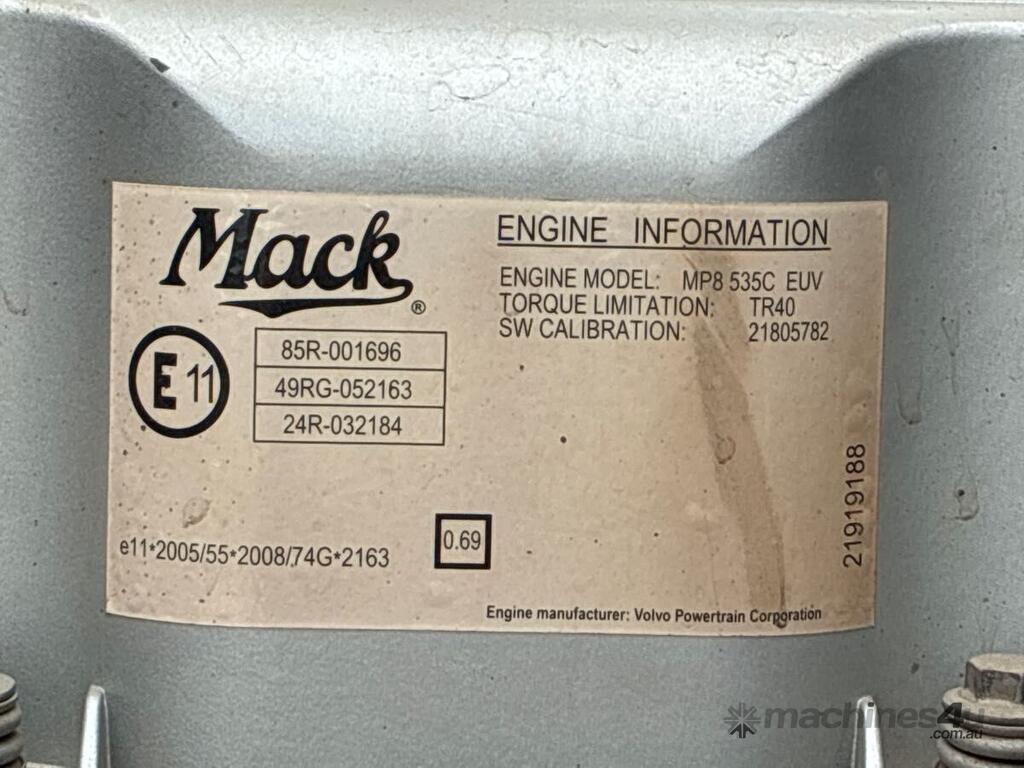 Mack®
ENGINE INFORMATION
ENGINE MODEL: MP8 535C EUV
TORQUE LIMITATION: TR40
SW CALIBRATION: 21805782
E 11
85R-001696
49RG-052163
24R-032184
21919188
0.69
e11*2005/55*2008/74G*2163
Engine manufacturer: Volvo Powertrain Corporation
machines4u
.com.au